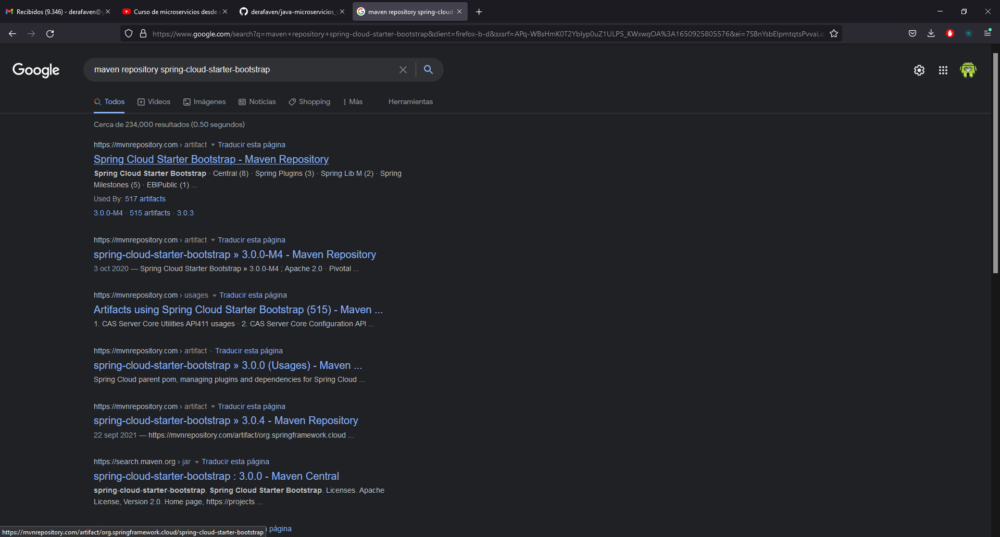 Recibidos (9.346) - derafaven@g
Curso de microservicios desde
derafaven/java-microservicios_s
maven repository spring-cloud-
https://www.google.com/search?q=maven+repository+spring-cloud-starter-bootstrap&client=firefox-b-d&sxsrf=APq-WBsHmK0T2Yblyp0uZ1ULP5_KWxwqOA%3A1650925805576&ei=7SBnYsbElpmtqtsPvvaLo
Google
maven repository spring-cloud-starter-bootstrap
Todos
Videos
Imágenes
Noticias
Shopping
Más
Herramientas
Cerca de 234,000 resultados (0.50 segundos)
https://mvnrepository.com › artifact Traducir esta página
Spring Cloud Starter Bootstrap - Maven Repository
Spring Cloud Starter Bootstrap · Central (8) · Spring Plugins (3) · Spring Lib M (2) · Spring
Milestones (5) · EBIPublic (1) ...
Used By: 517 artifacts
3.0.0-M4 · 515 artifacts · 3.0.3
https://mvnrepository.com › artifact Traducir esta página
spring-cloud-starter-bootstrap » 3.0.0-M4 - Maven Repository
3 oct 2020 — Spring Cloud Starter Bootstrap » 3.0.0-M4 ; Apache 2.0 · Pivotal ...
https://mvnrepository.com › usages Traducir esta página
Artifacts using Spring Cloud Starter Bootstrap (515) - Maven ...
1. CAS Server Core Utilities API411 usages · 2. CAS Server Core Configuration API ...
https://mvnrepository.com › artifact · Traducir esta página
spring-cloud-starter-bootstrap » 3.0.0 (Usages) - Maven ...
Spring Cloud parent pom, managing plugins and dependencies for Spring Cloud ...
https://mvnrepository.com › artifact Traducir esta página
spring-cloud-starter-bootstrap » 3.0.4 - Maven Repository
22 sept 2021 — https://mvnrepository.com/artifact/org.springframework.cloud ...
https://search.maven.org › jar Traducir esta página
spring-cloud-starter-bootstrap : 3.0.0 - Maven Central
spring-cloud-starter-bootstrap. Spring Cloud Starter Bootstrap. Licenses. Apache
License, Version 2.0. Home page, https://projects ...
página
https://mvnrepository.com/artifact/org.springframework.cloud/spring-cloud-starter-bootstrap